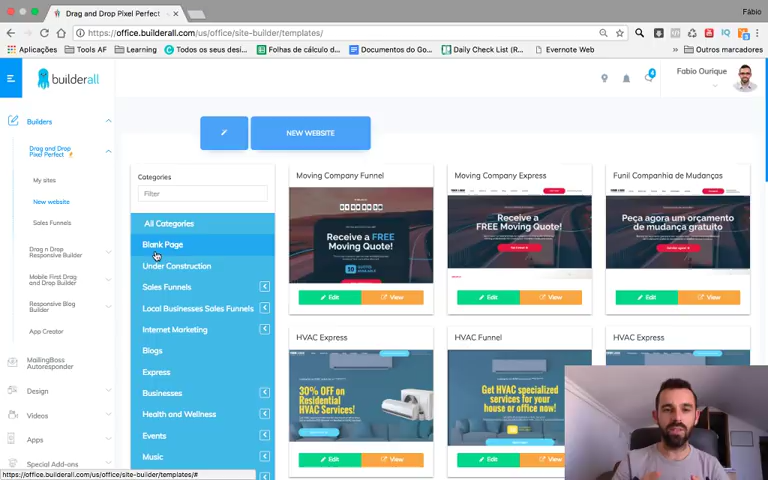 Drag and Drop Pixel Perfect
Fábio
https://office.builderall.com/us/office/site-builder/templates/
Aplicações
Tools AF
Learning
Todos os seus desi...
Folhas de cálculo d...
Documentos do Go...
Daily Check List (R...
Evernote Web
Outros marcadores
builderall
Fabio Ourique
Builders
Drag and Drop
Pixel Perfect
My sites
New website
Sales Funnels
Drag n Drop
Responsive Builder
Mobile First Drag
and Drop Builder
Responsive Blog
Builder
App Creator
MailingBoss
Autoresponder
Design
Videos
Apps
Special Add-ons
NEW WEBSITE
Categories
Filter
All Categories
Blank Page
Under Construction
Sales Funnels
Local Businesses Sales Funnels
Internet Marketing
Blogs
Express
Businesses
Health and Wellness
Events
Music
Moving Company Funnel
Receive a FREE
Moving Quote!
Edit
View
Moving Company Express
Receive a
FREE
Moving Quote!
Edit
View
Funil Companhia de Mudanças
Peça agora um orçamento
de mudança gratuito
Edit
View
HVAC Express
30% OFF on
Residential
HVAC Services!
Edit
View
HVAC Funnel
Get HVAC specialized
services for your
house or office now!
Edit
HVAC Express
https://office.builderall.com/us/office/site-builder/templates/#